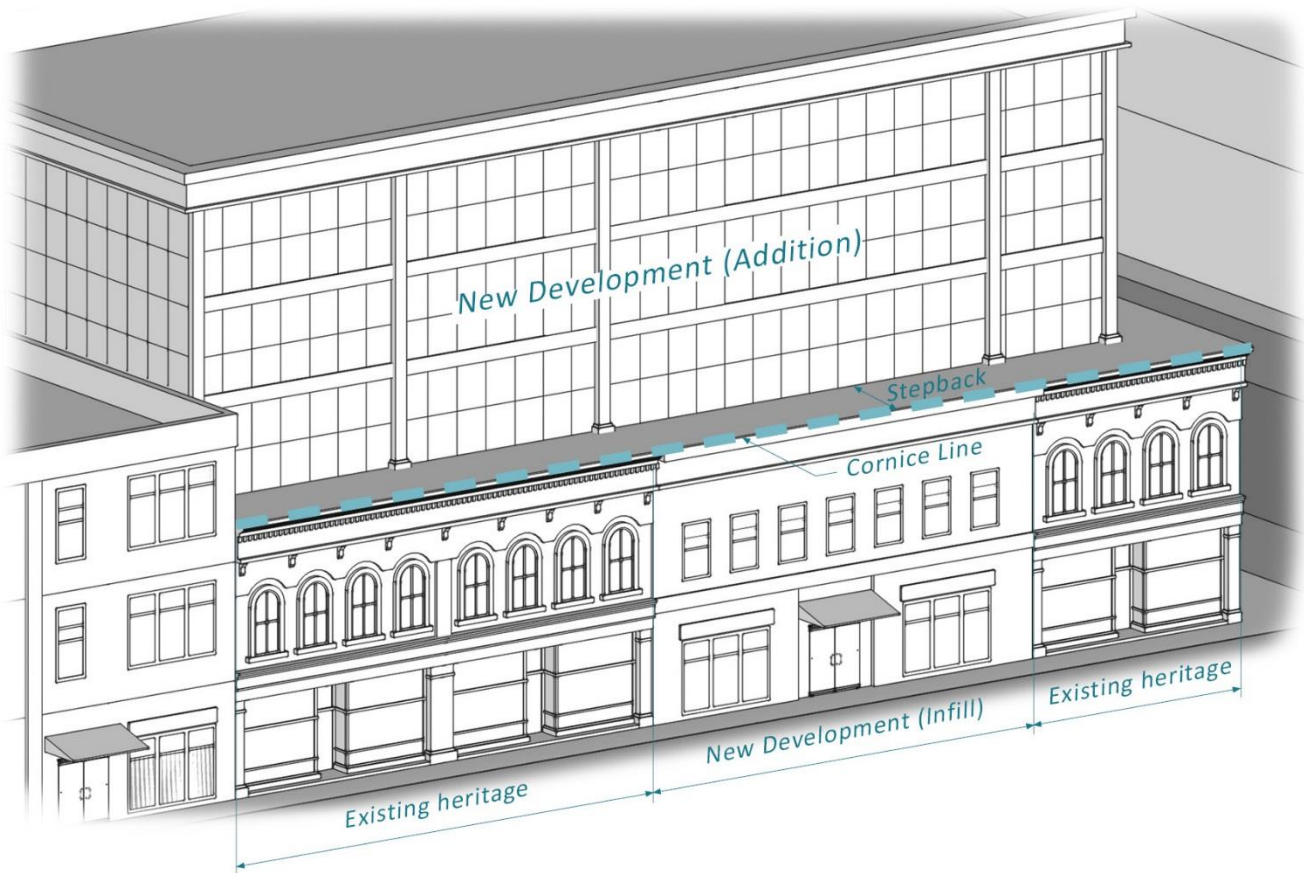 New Development (Addition)
Stepback
Cornice Line
Existing heritage
New Development (Infill)
Existing heritage